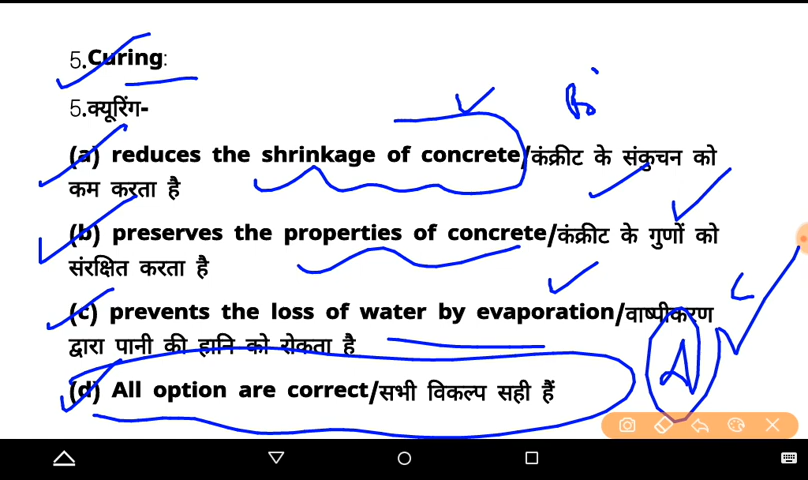 5.Curing:
5.क्यूरिंग-
(a) reduces the shrinkage of concrete/कंक्रीट के संकुचन को
कम करता है
(b) preserves the properties of concrete/कंक्रीट के गुणों को
संरक्षित करता है
(c) prevents the loss of water by evaporation/वाष्पीकरण
द्वारा पानी की हानि को रोकता है
(d) All option are correct/सभी विकल्प सही हैं